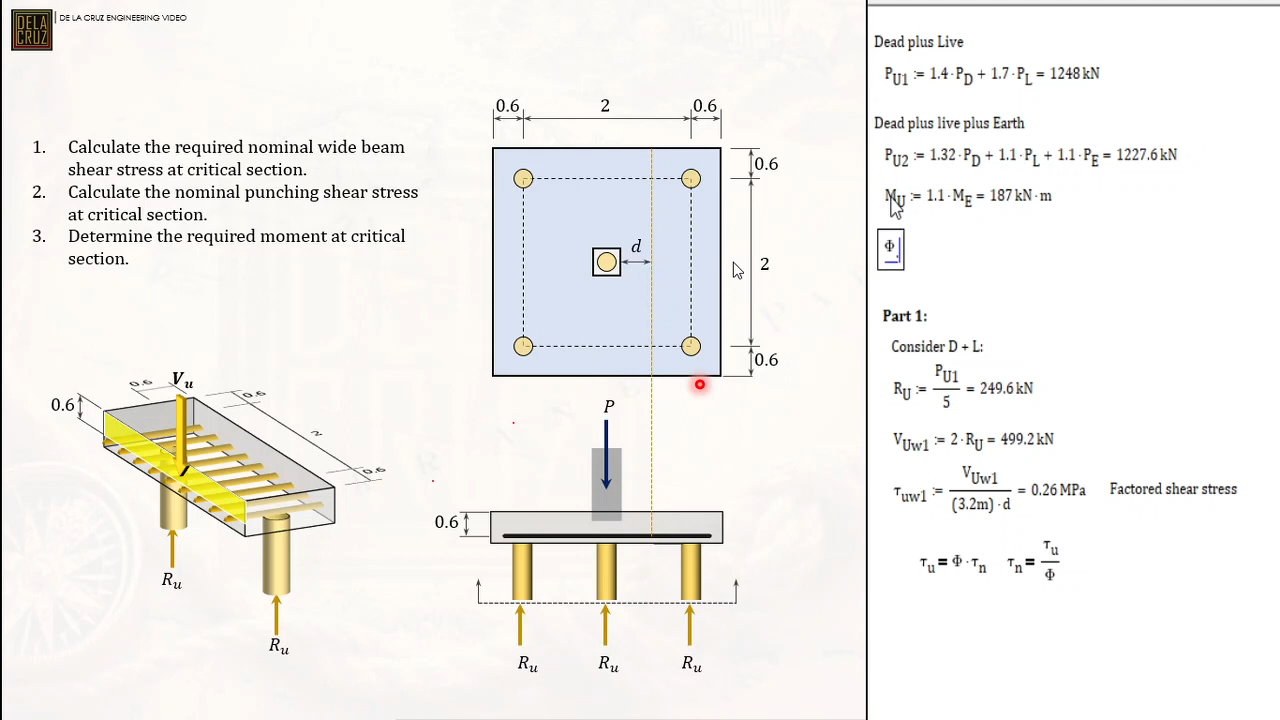 DELA
CRUZ
DE LA CRUZ ENGINEERING VIDEO
1. Calculate the required nominal wide beam
shear stress at critical section.
2. Calculate the nominal punching shear stress
at critical section.
3. Determine the required moment at critical
section.
0.6 2 0.6
0.6
d
2
0.6
0.6
Vu
0.6
0.6
2
0.6
Ru
Ru
P
0.6
Ru Ru Ru
Dead plus Live
PU1 := 1.4·PD + 1.7·PL = 1248 kN
Dead plus live plus Earth
PU2 := 1.32·PD + 1.1·PL + 1.1·PE = 1227.6 kN
MU := 1.1·ME = 187 kN·m
Φ
Part 1:
Consider D + L:
RU := PU1 / 5 = 249.6 kN
VUw1 := 2·RU = 499.2 kN
τuw1 := VUw1 / (3.2m)·d = 0.26 MPa Factored shear stress
τu = Φ·τn τn = τu / Φ